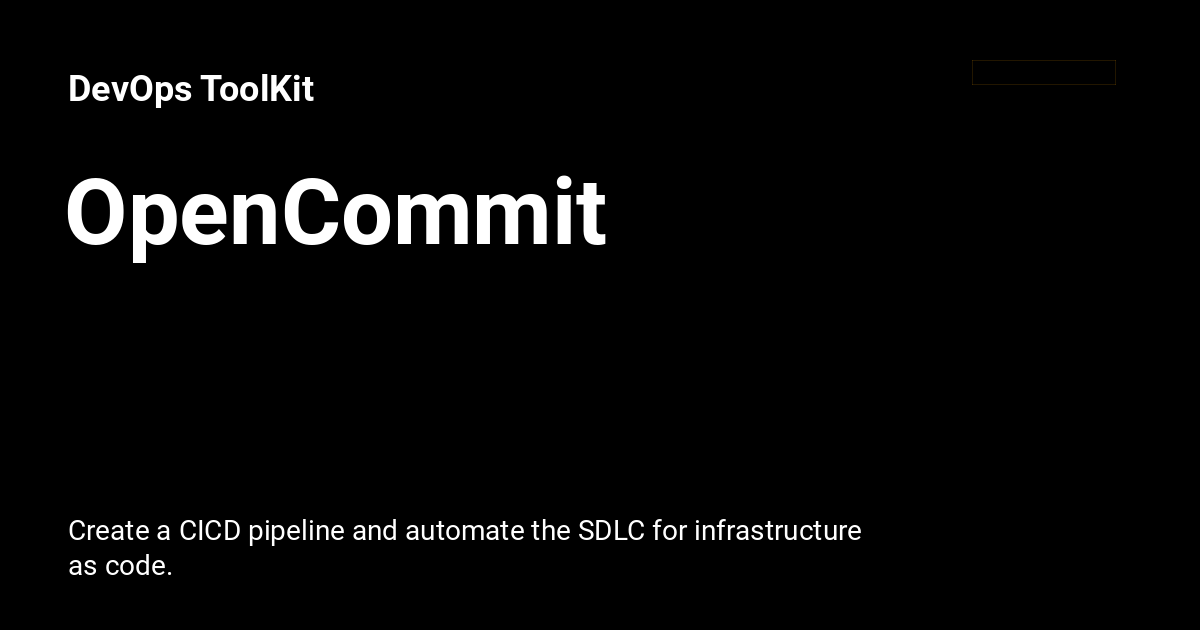 DevOps ToolKit
OpenCommit
Create a CICD pipeline and automate the SDLC for infrastructure
as code.